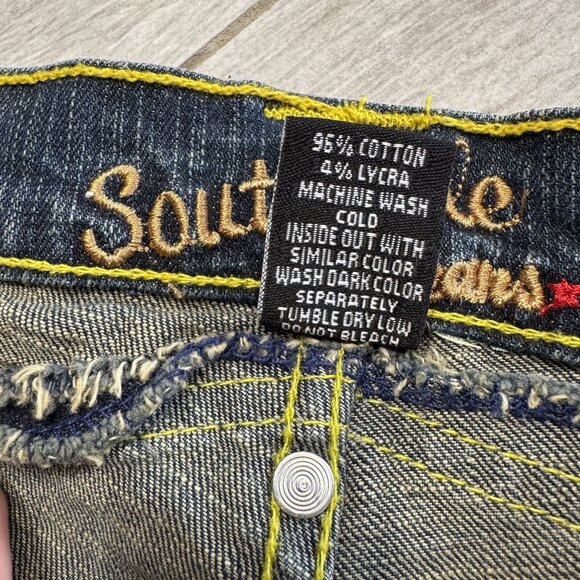 96% COTTON
4% LYCRA
MACHINE WASH
COLD
INSIDE OUT WITH
SIMILAR COLOR
WASH DARK COLOR
SEPARATELY
TUMBLE DRY LOW
DO NOT BLEACH